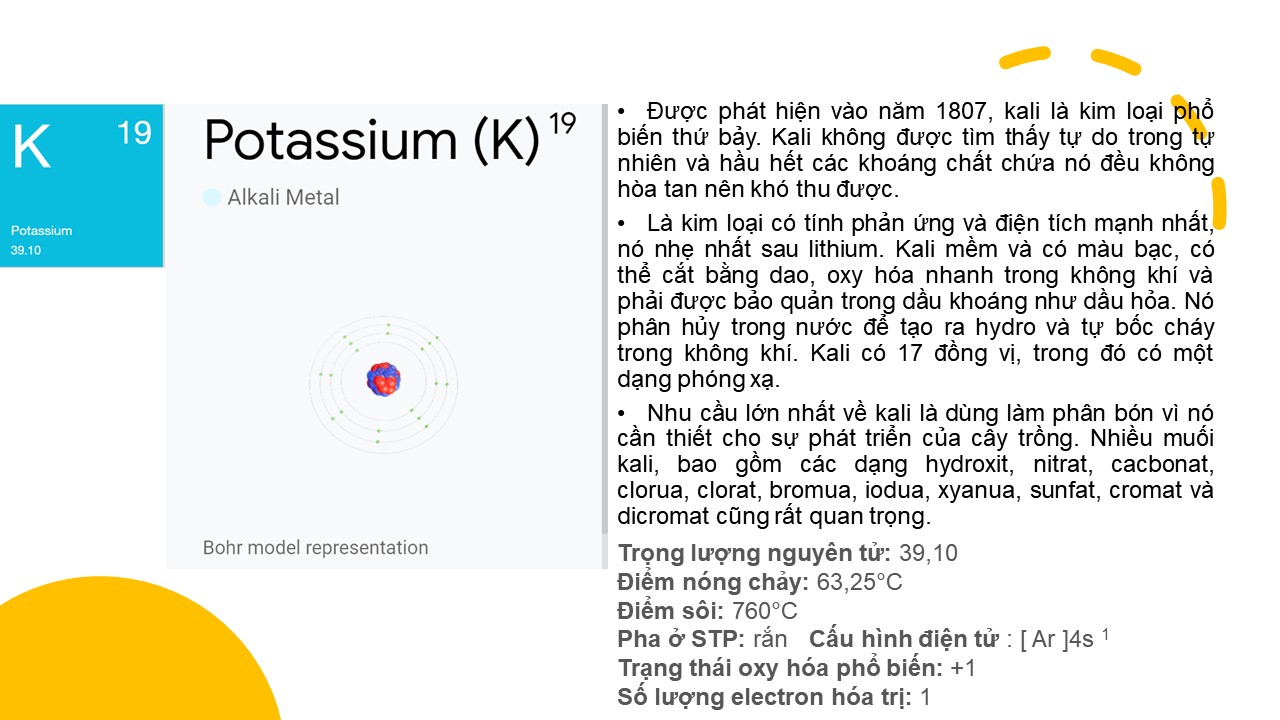 K 19
Potassium
39.10
Potassium (K) 19
Alkali Metal
Bohr model representation
• Được phát hiện vào năm 1807, kali là kim loại phổ
biến thứ bảy. Kali không được tìm thấy tự do trong tự
nhiên và hầu hết các khoáng chất chứa nó đều không
hòa tan nên khó thu được.
• Là kim loại có tính phản ứng và điện tích mạnh nhất,
nó nhẹ nhất sau lithium. Kali mềm và có màu bạc, có
thể cắt bằng dao, oxy hóa nhanh trong không khí và
phải được bảo quản trong dầu khoáng như dầu hỏa. Nó
phân hủy trong nước để tạo ra hydro và tự bốc cháy
trong không khí. Kali có 17 đồng vị, trong đó có một
dạng phóng xạ.
• Nhu cầu lớn nhất về kali là dùng làm phân bón vì nó
cần thiết cho sự phát triển của cây trồng. Nhiều muối
kali, bao gồm các dạng hydroxit, nitrat, cacbonat,
clorua, clorat, bromua, iodua, xyanua, sunfat, cromat và
dicromat cũng rất quan trọng.
Trọng lượng nguyên tử: 39,10
Điểm nóng chảy: 63,25°C
Điểm sôi: 760°C
Pha ở STP: rắn Cấu hình điện tử : [ Ar ]4s ¹
Trạng thái oxy hóa phổ biến: +1
Số lượng electron hóa trị: 1